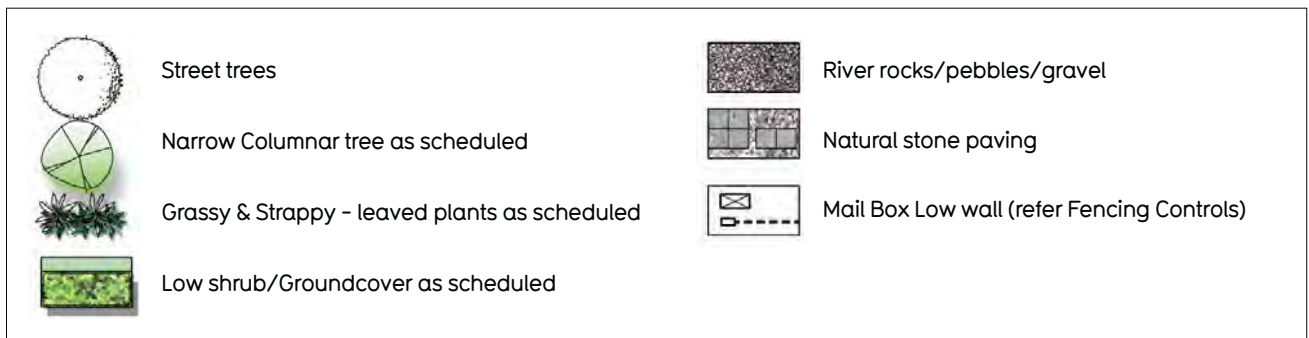 Street trees
Narrow Columnar tree as scheduled
Grassy & Strappy - leaved plants as scheduled
Low shrub/Groundcover as scheduled
River rocks/pebbles/gravel
Natural stone paving
Mail Box Low wall (refer Fencing Controls)